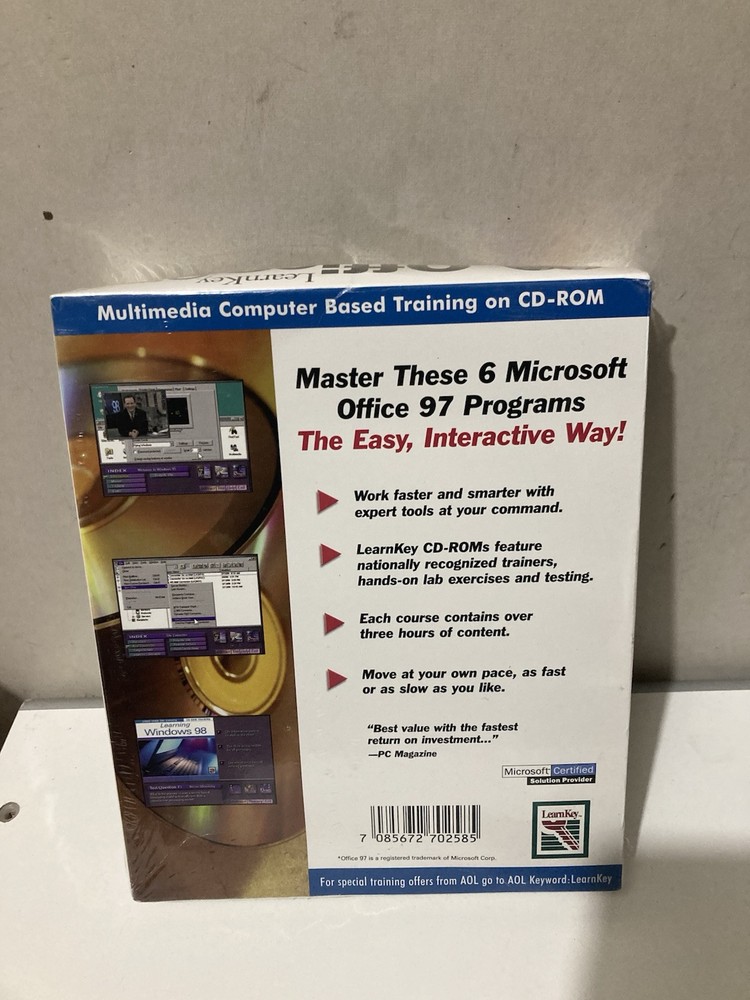 LearnKey
Multimedia Computer Based Training on CD-ROM
Master These 6 Microsoft
Office 97 Programs
The Easy, Interactive Way!
Work faster and smarter with
expert tools at your command.
LearnKey CD-ROMs feature
nationally recognized trainers,
hands-on lab exercises and testing.
Each course contains over
three hours of content.
Move at your own pace, as fast
or as slow as you like.
“Best value with the fastest
return on investment...”
—PC Magazine
Learning
Windows 98
Microsoft Certified
Solution Provider
7 085672 702585
LearnKey
*Office 97 is a registered trademark of Microsoft Corp.
For special training offers from AOL go to AOL Keyword:LearnKey